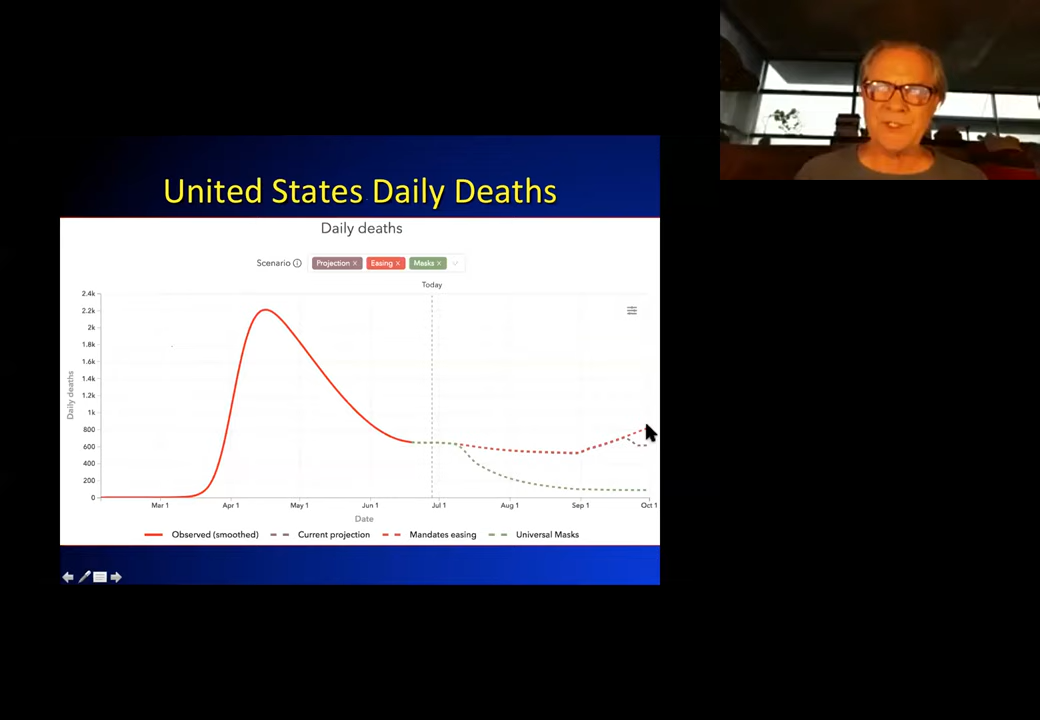 United States Daily Deaths
Daily deaths
Scenario Projection × Easing × Masks ×
Today
2.4k
2.2k
2k
1.8k
1.6k
1.4k
1.2k
1k
800
600
400
200
0
Daily deaths
Mar 1 Apr 1 May 1 Jun 1 Jul 1 Aug 1 Sep 1 Oct 1
Date
Observed (smoothed) Current projection Mandates easing Universal Masks